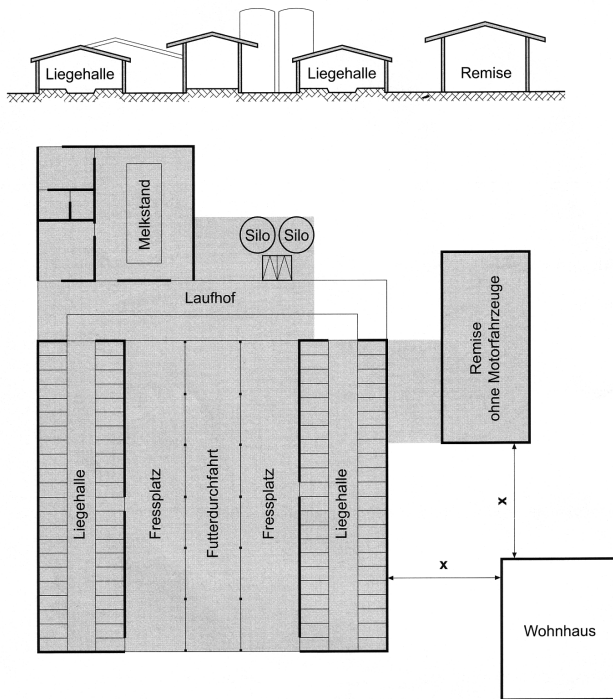 Liegehalle
Liegehalle
Remise
Melkstand
Silo
Silo
Laufhof
Remise
ohne Motorfahrzeuge
Liegehalle
Fressplatz
Futterdurchfahrt
Fressplatz
Liegehalle
x
x
Wohnhaus